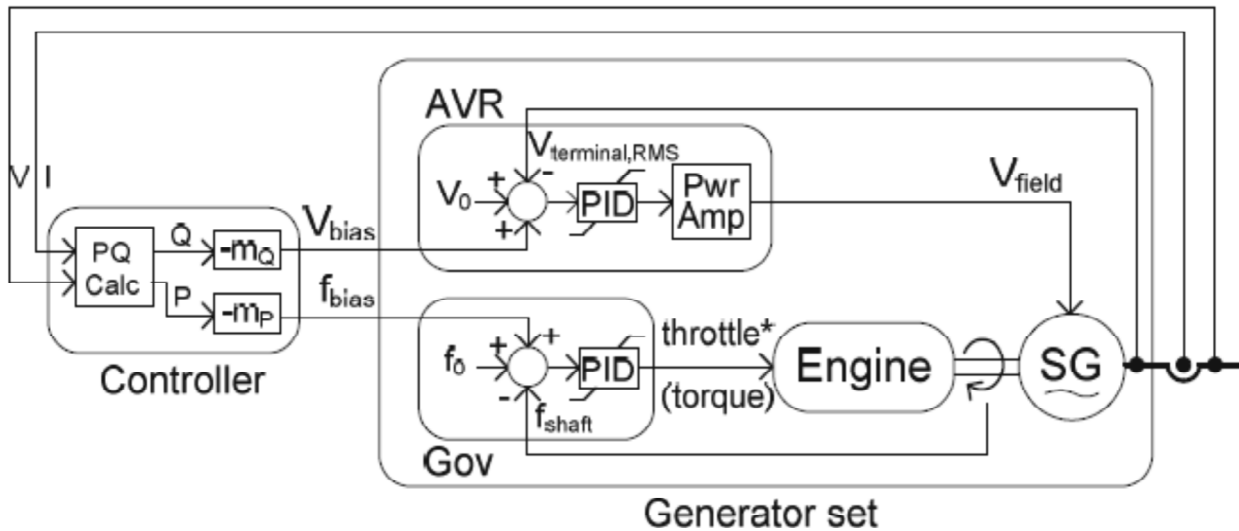 AVR
V_terminal,RMS
V I
V_0
+
-
+
PID
Pwr
Amp
V_field
PQ
Calc
Q̄
-m_Q̄
V_bias
P
-m_P
f_bias
Controller
f_ō
+
+
-
PID
throttle*
(torque)
f_shaft
Gov
Engine
SG
Generator set